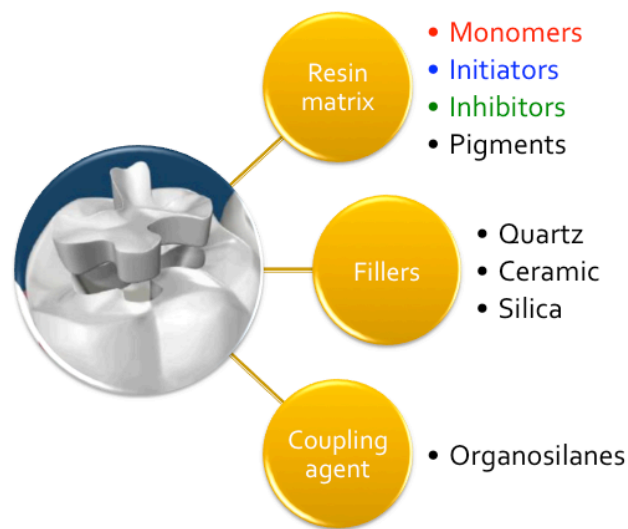 Resin
matrix
• Monomers
• Initiators
• Inhibitors
• Pigments
Fillers
• Quartz
• Ceramic
• Silica
Coupling
agent
• Organosilanes